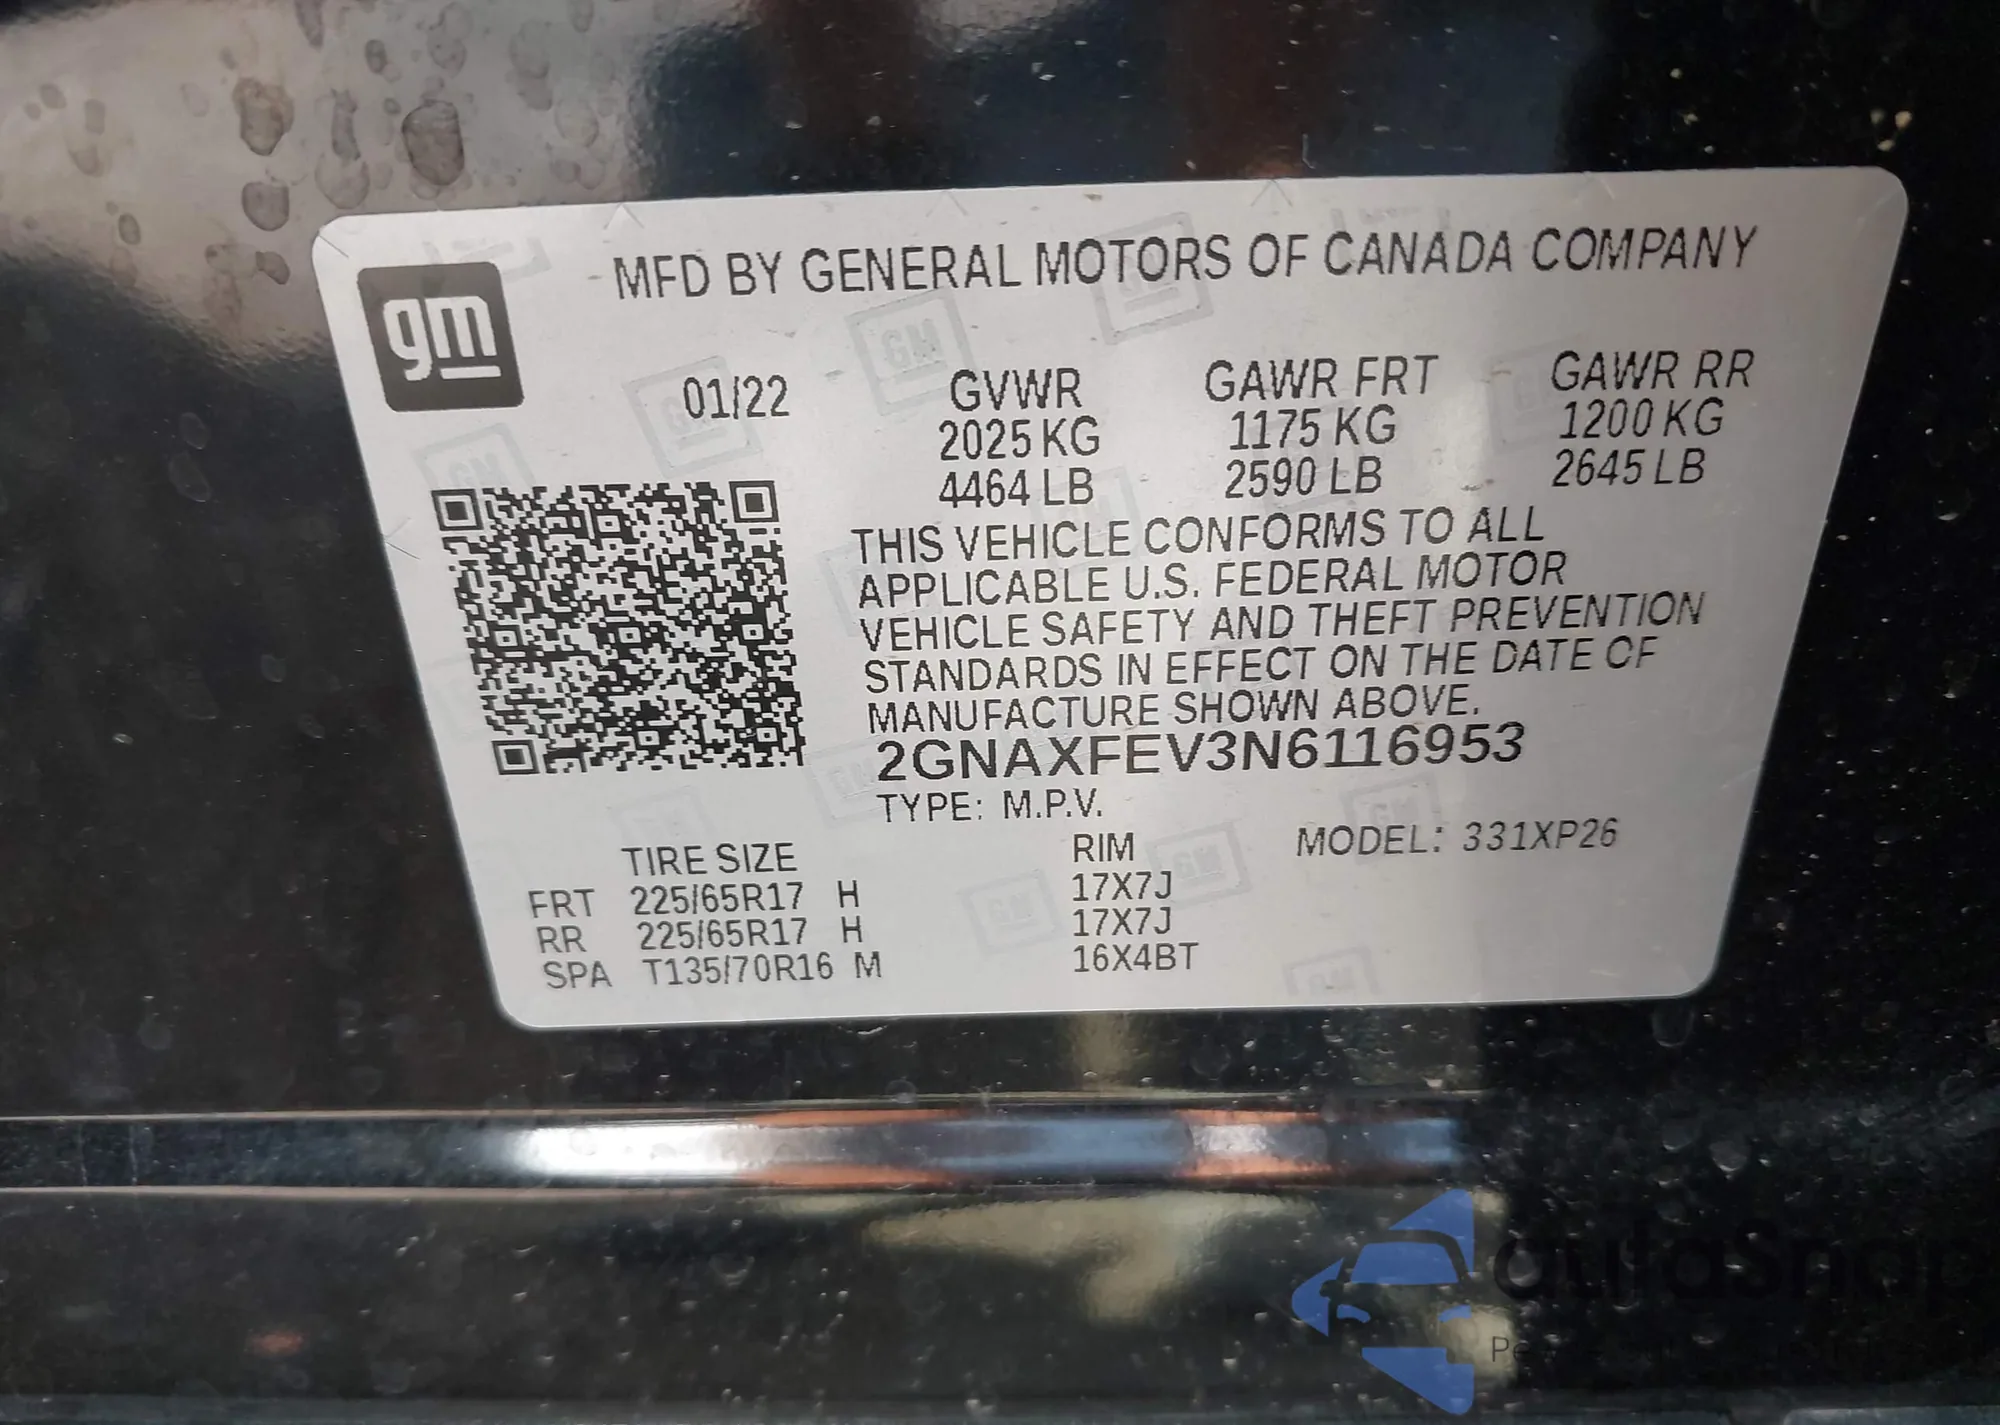 gm
MFD BY GENERAL MOTORS OF CANADA COMPANY
01/22 GVWR GAWR FRT GAWR RR
2025 KG 1175 KG 1200 KG
4464 LB 2590 LB 2645 LB
THIS VEHICLE CONFORMS TO ALL
APPLICABLE U.S. FEDERAL MOTOR
VEHICLE SAFETY AND THEFT PREVENTION
STANDARDS IN EFFECT ON THE DATE OF
MANUFACTURE SHOWN ABOVE.
2GNAXFEV3N6116953
TYPE: M.P.V.
TIRE SIZE RIM MODEL: 331XP26
FRT 225/65R17 H 17X7J
RR 225/65R17 H 17X7J
SPA T135/70R16 M 16X4BT